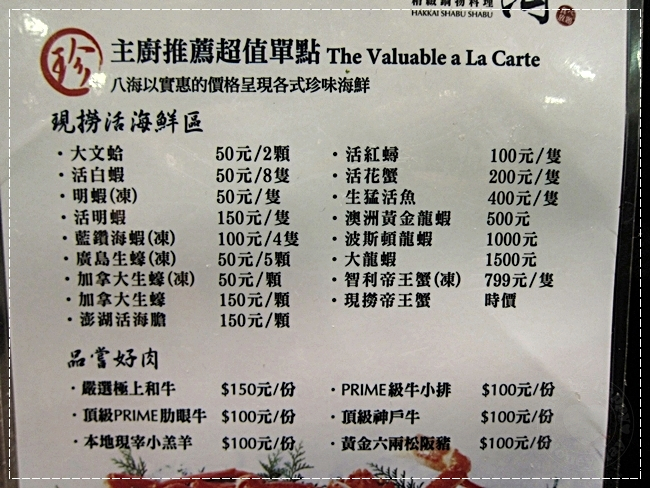 精緻鍋物料理
HAKKAI SHABU SHABU
珍
主廚推薦超值單點 The Valuable a La Carte
八海以實惠的價格呈現各式珍味海鮮
現撈活海鮮區
・大文蛤 50元/2顆
・活白蝦 50元/8隻
・明蝦(凍) 50元/隻
・活明蝦 150元/隻
・藍鑽海蝦(凍) 100元/4隻
・廣島生蠔(凍) 50元/5顆
・加拿大生蠔(凍) 50元/顆
・加拿大生蠔 150元/顆
・澎湖活海膽 150元/顆
・活紅蟳 100元/隻
・活花蟹 200元/隻
・生猛活魚 400元/隻
・澳洲黃金龍蝦 500元
・波斯頓龍蝦 1000元
・大龍蝦 1500元
・智利帝王蟹(凍) 799元/隻
・現撈帝王蟹 時價
品嘗好肉
・嚴選極上和牛 $150元/份
・頂級PRIME肋眼牛 $100元/份
・本地現宰小羔羊 $100元/份
・PRIME級牛小排 $100元/份
・頂級神戶牛 $100元/份
・黃金六兩松阪豬 $100元/份